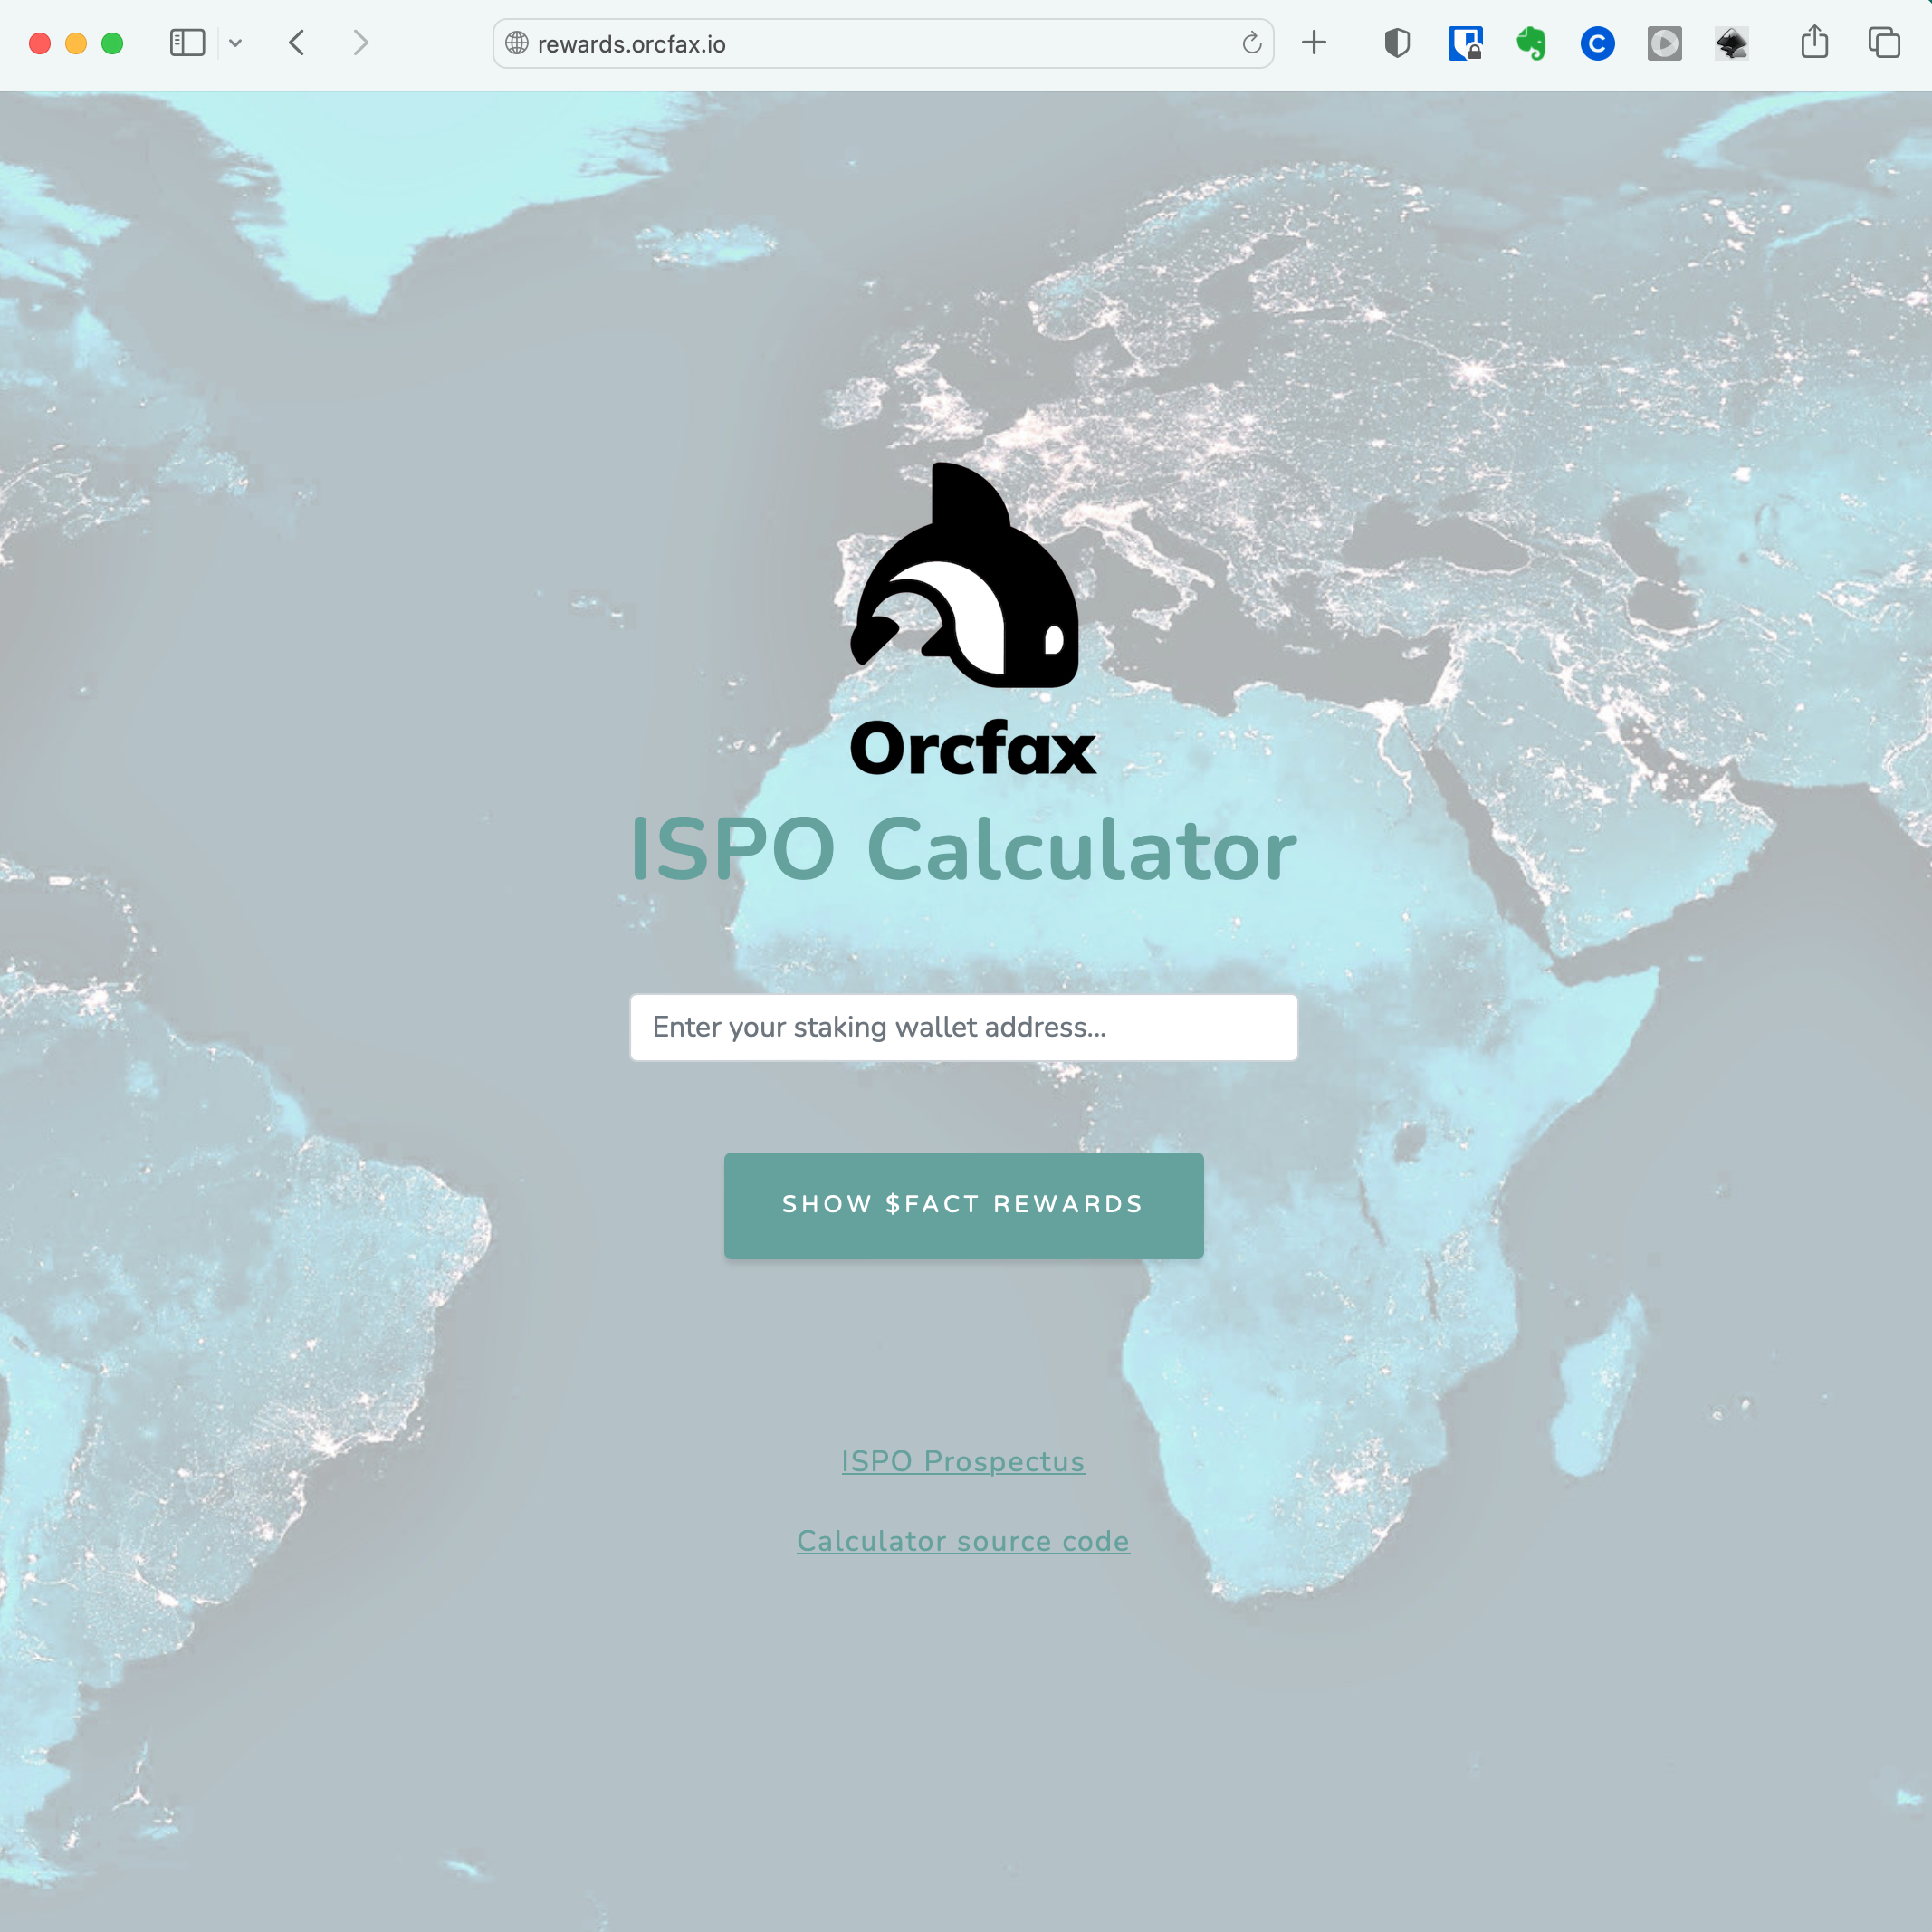 rewards.orcfax.io
C
Orcfax
ISPO Calculator
Enter your staking wallet address...
SHOW $FACT REWARDS
ISPO Prospectus
Calculator source code